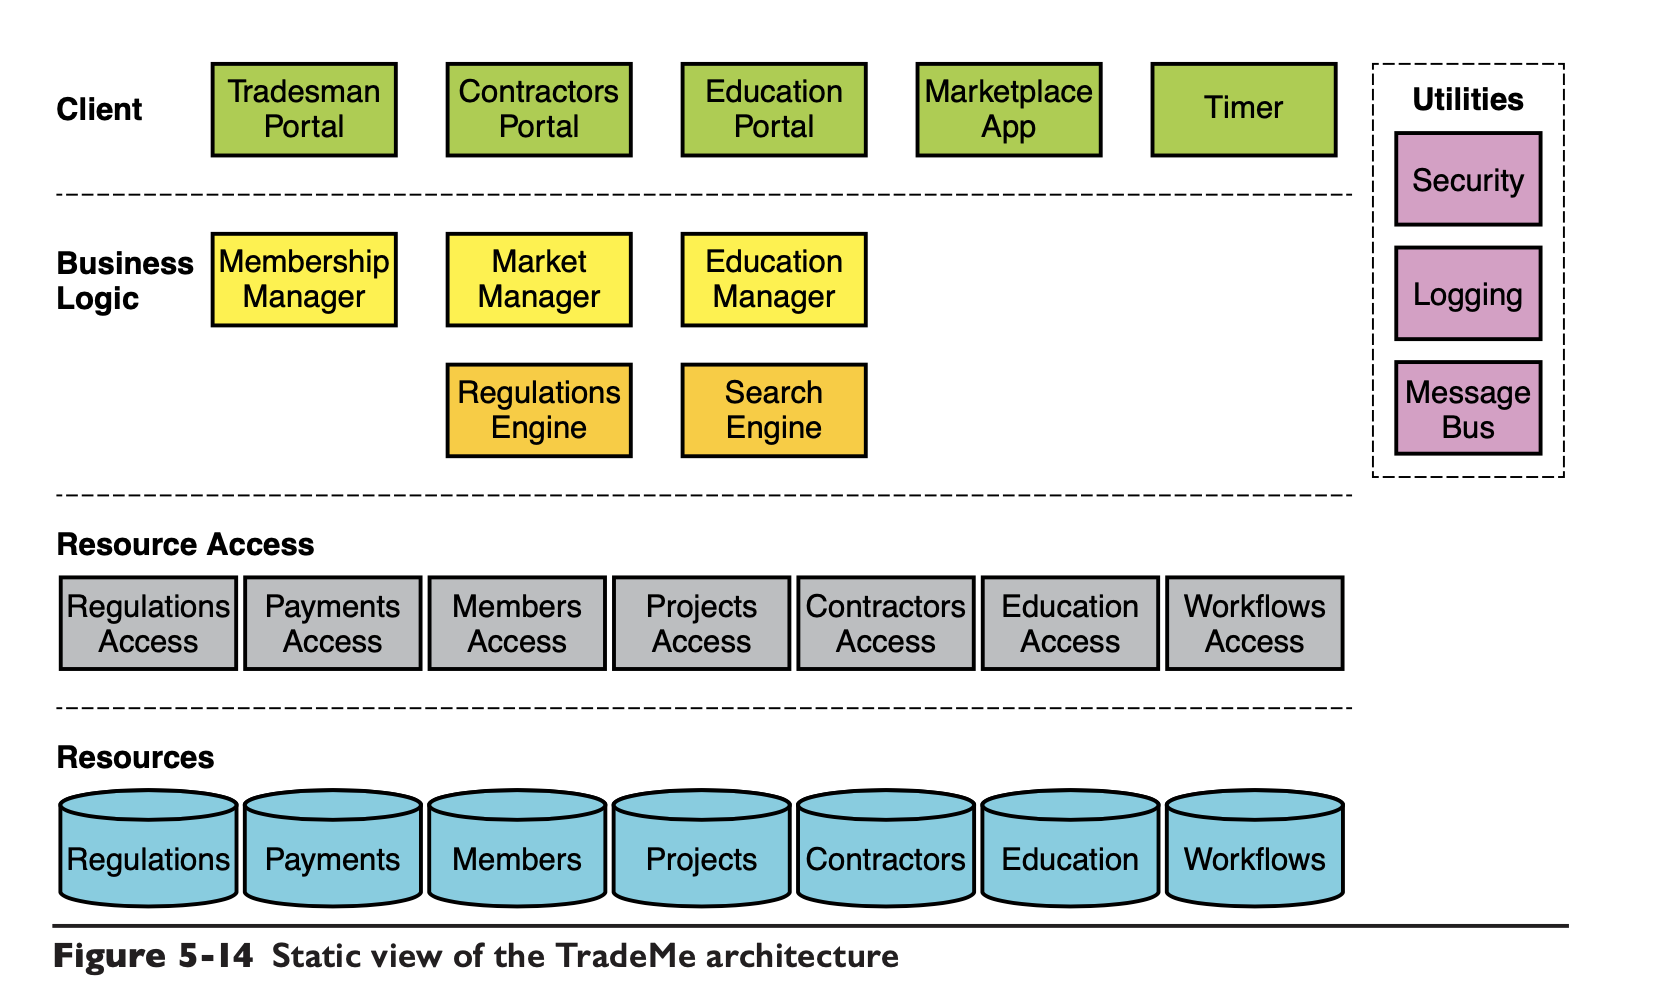 Client
Tradesman
Portal
Contractors
Portal
Education
Portal
Marketplace
App
Timer
Utilities
Security
Logging
Message
Bus
Business
Logic
Membership
Manager
Market
Manager
Education
Manager
Regulations
Engine
Search
Engine
Resource Access
Regulations
Access
Payments
Access
Members
Access
Projects
Access
Contractors
Access
Education
Access
Workflows
Access
Resources
Regulations
Payments
Members
Projects
Contractors
Education
Workflows
Figure 5-14 Static view of the TradeMe architecture